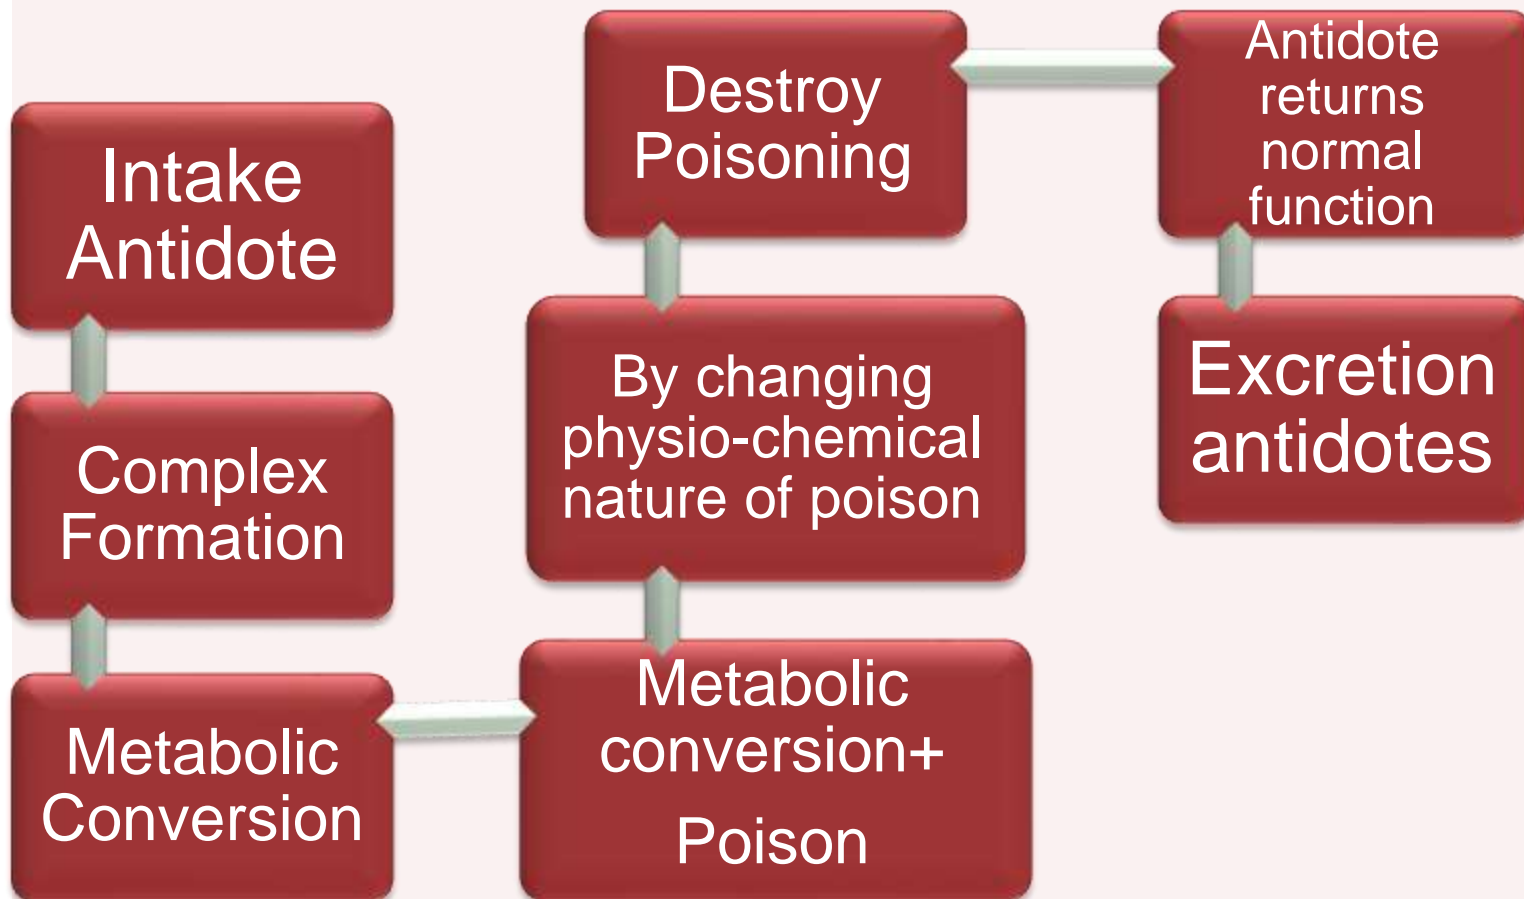 Intake
Antidote
Complex
Formation
Metabolic
Conversion
Metabolic
conversion+
Poison
By changing
physio-chemical
nature of poison
Destroy
Poisoning
Antidote
returns
normal
function
Excretion
antidotes